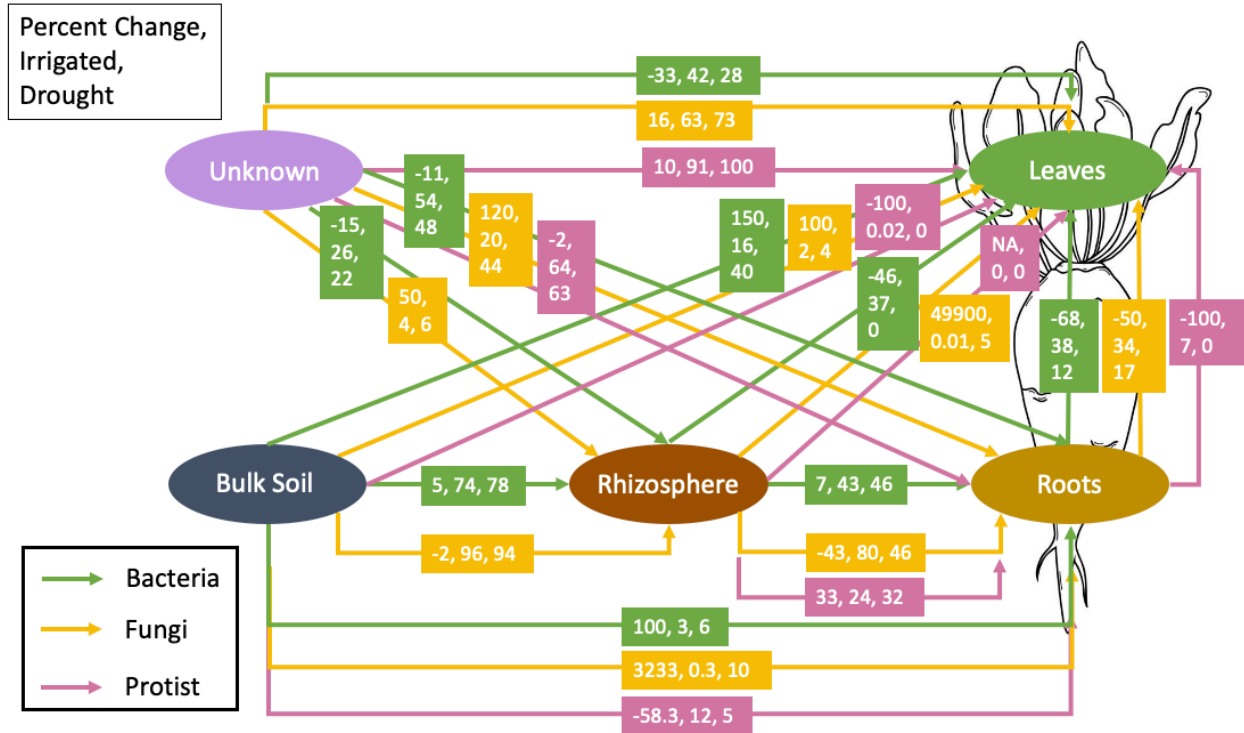 Percent Change,
Irrigated,
Drought
-33, 42, 28
16, 63, 73
Unknown
10, 91, 100
Leaves
-11,
54,
48
-15,
26,
22
120,
20,
44
-2,
64,
63
50,
4, 6
150,
16,
40
100,
2, 4
-100,
0.02, 0
NA,
0, 0
-46,
37,
0
49900,
0.01, 5
-68,
38,
12
-50,
34,
17
-100,
7, 0
Bulk Soil
5, 74, 78
Rhizosphere
7, 43, 46
Roots
-2, 96, 94
-43, 80, 46
33, 24, 32
100, 3, 6
3233, 0.3, 10
-58.3, 12, 5
Bacteria
Fungi
Protist